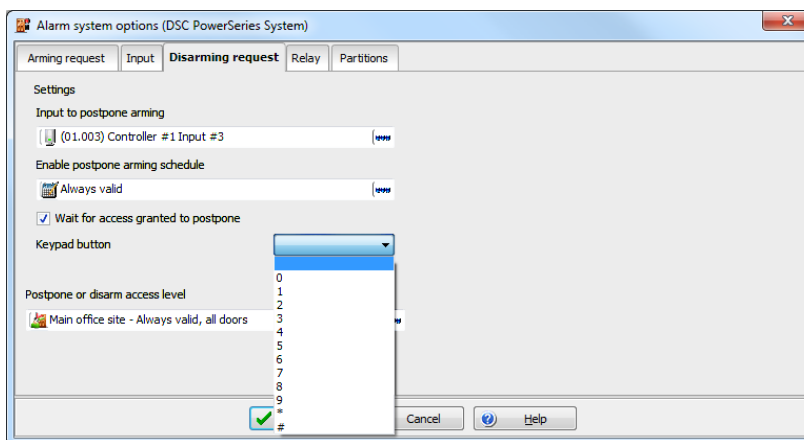 Alarm system options (DSC PowerSeries System)
Arming request Input Disarming request Relay Partitions
Settings
Input to postpone arming
(01.003) Controller #1 Input #3
Enable postpone arming schedule
Always valid
Wait for access granted to postpone
Keypad button
0
1
2
3
4
5
6
7
8
9
*
#
Postpone or disarm access level
Main office site - Always valid, all doors
Cancel Help